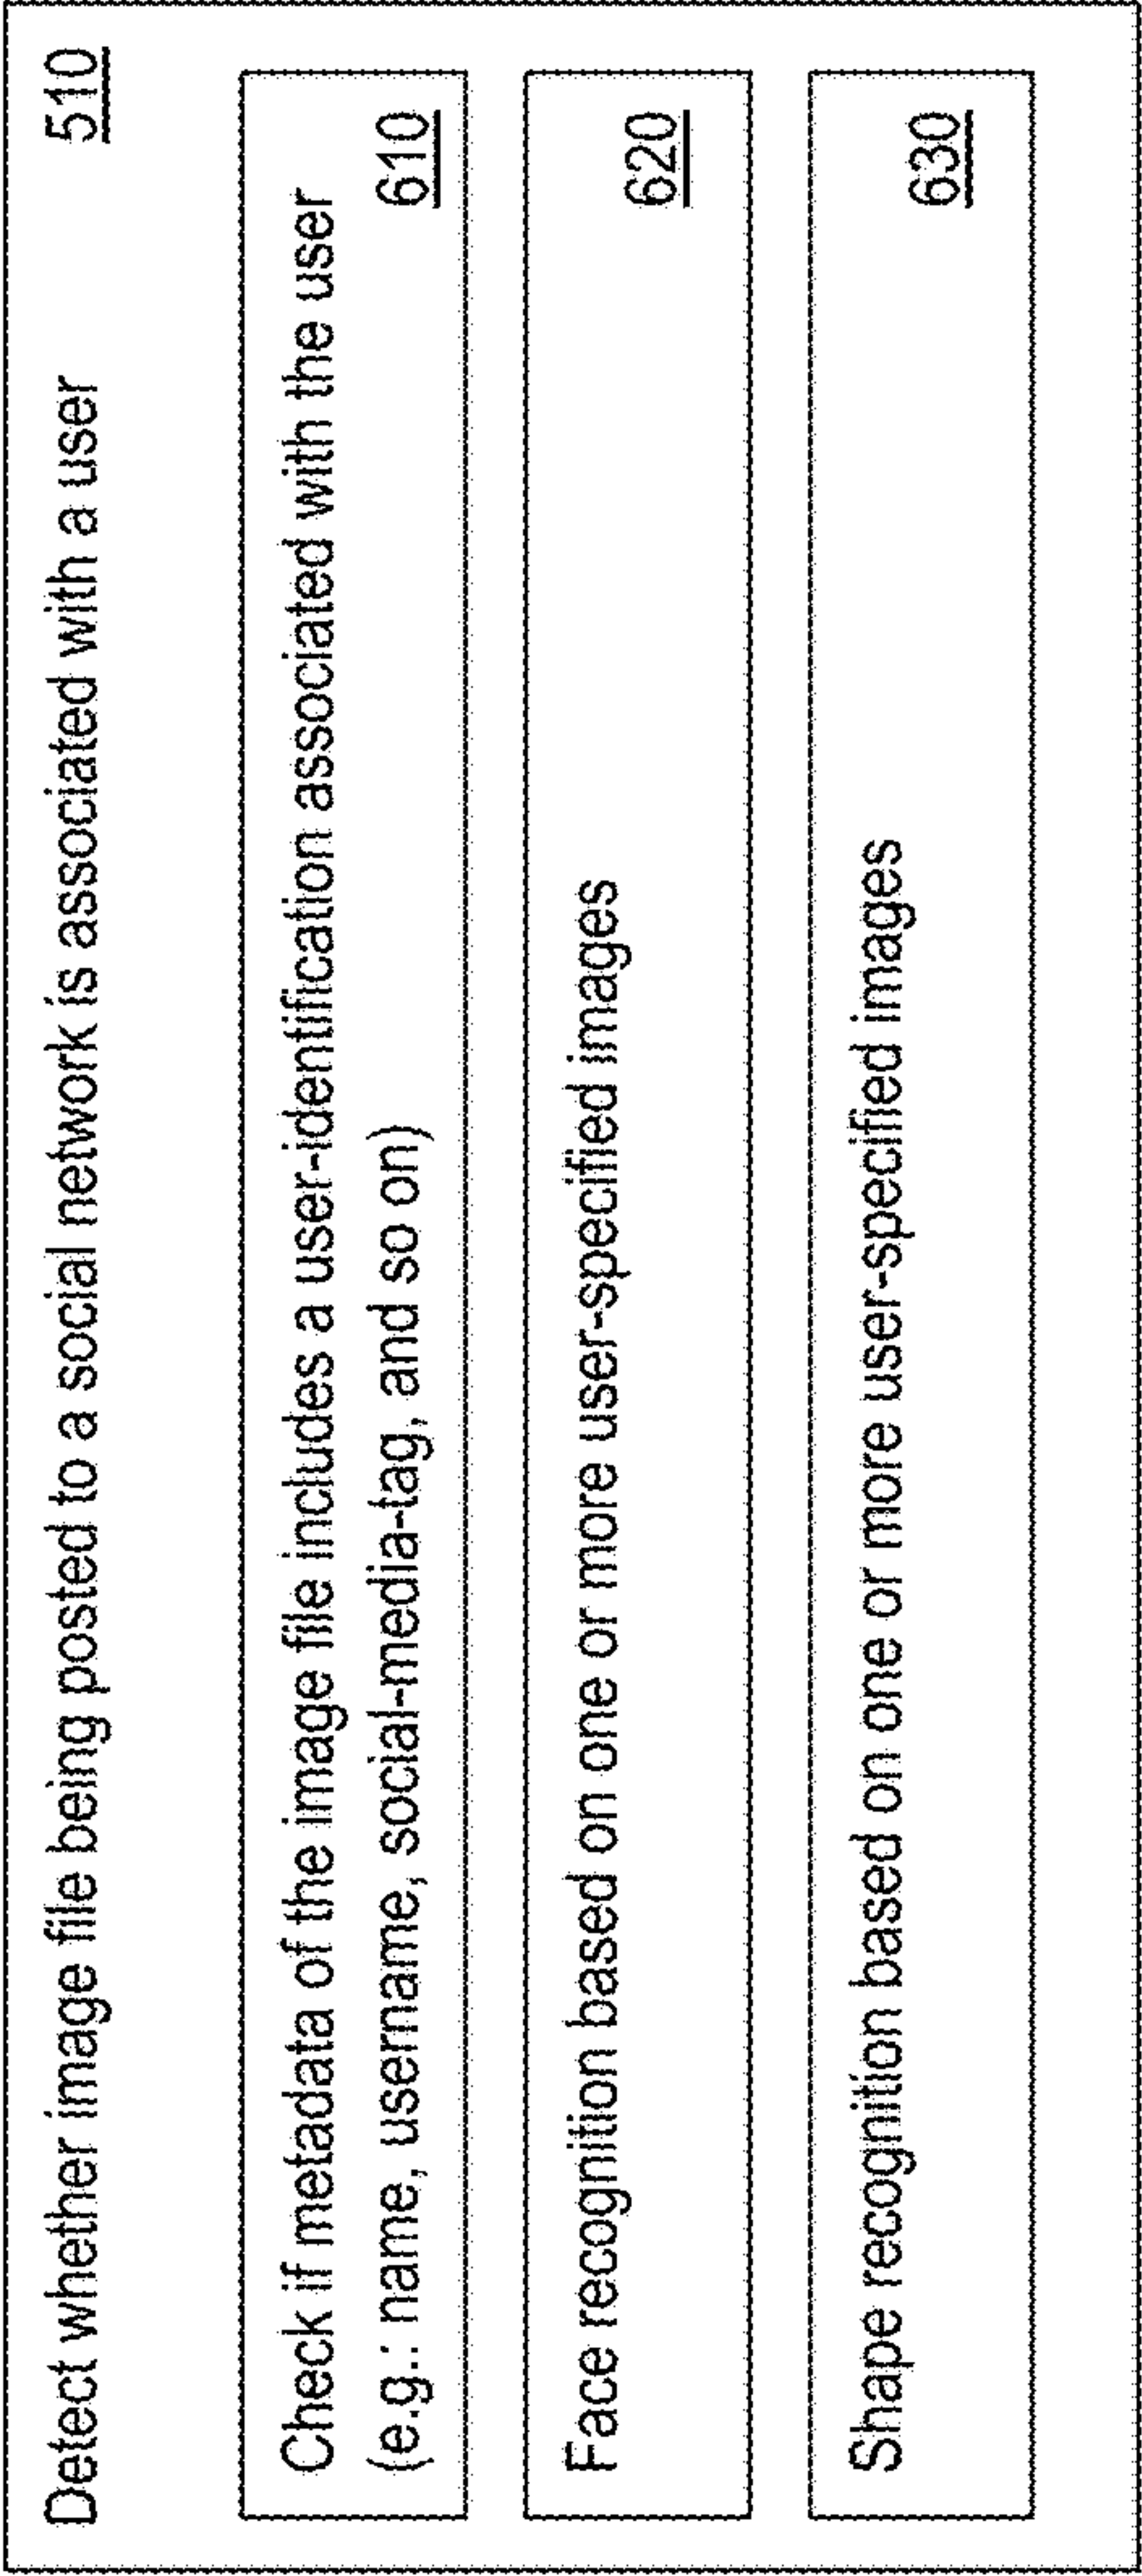 Detect whether image file being posted to a social network is associated with a user 510
Check if metadata of the image file includes a user-identification associated with the user
(e.g.: name, username, social-media-tag, and so on) 610
Face recognition based on one or more user-specified images
620
Shape recognition based on one or more user-specified images
630